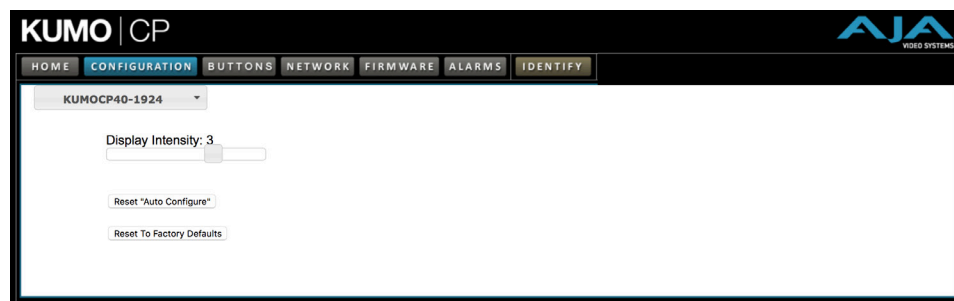 KUMO | CP
AJA
VIDEO SYSTEMS
HOME CONFIGURATION BUTTONS NETWORK FIRMWARE ALARMS IDENTIFY
KUMOCP40-1924
Display Intensity: 3
Reset "Auto Configure"
Reset To Factory Defaults